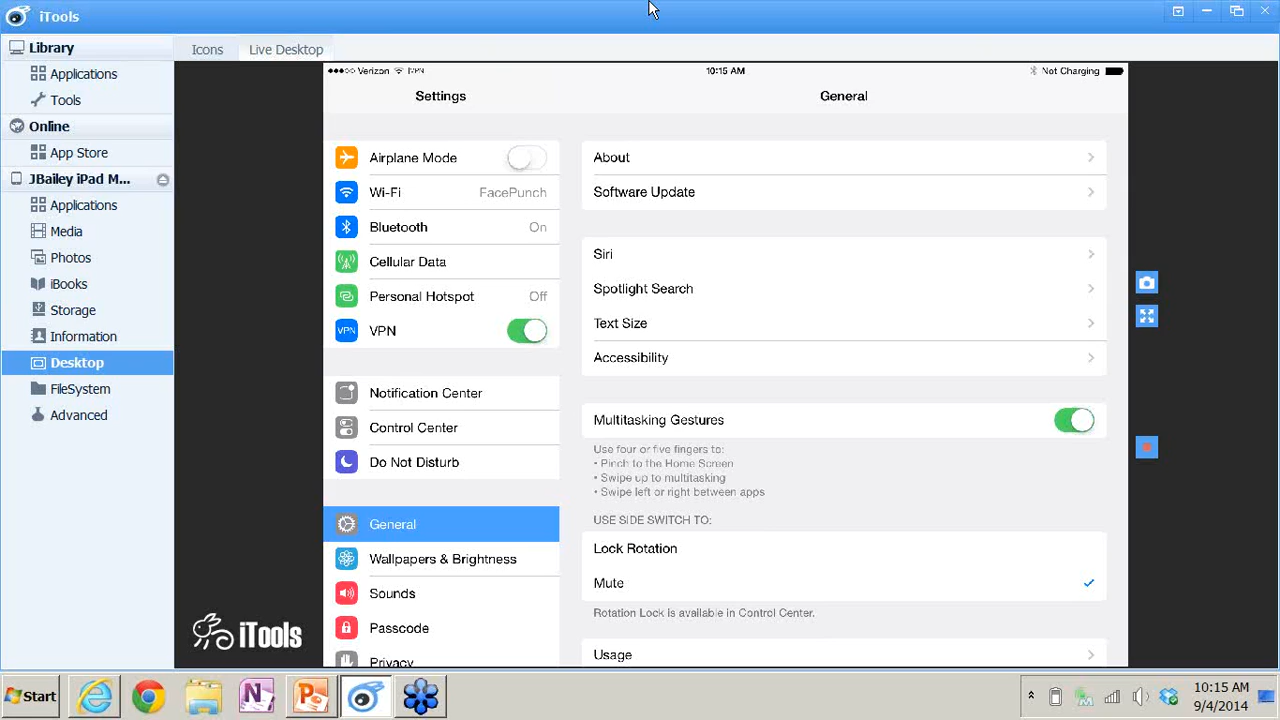 iTools
Library
Applications
Tools
Online
App Store
JBailey iPad M...
Applications
Media
Photos
iBooks
Storage
Information
Desktop
FileSystem
Advanced
Icons
Live Desktop
Verizon VPN
10:15 AM
Not Charging
Settings
General
Airplane Mode
Wi-Fi FacePunch
Bluetooth On
Cellular Data
Personal Hotspot Off
VPN VPN
Notification Center
Control Center
Do Not Disturb
General
Wallpapers & Brightness
Sounds
Passcode
Privacy
About
Software Update
Siri
Spotlight Search
Text Size
Accessibility
Multitasking Gestures
Use four or five fingers to:
• Pinch to the Home Screen
• Swipe up to multitasking
• Swipe left or right between apps
USE SIDE SWITCH TO:
Lock Rotation
Mute
Rotation Lock is available in Control Center.
Usage
iTools
Start
10:15 AM
9/4/2014